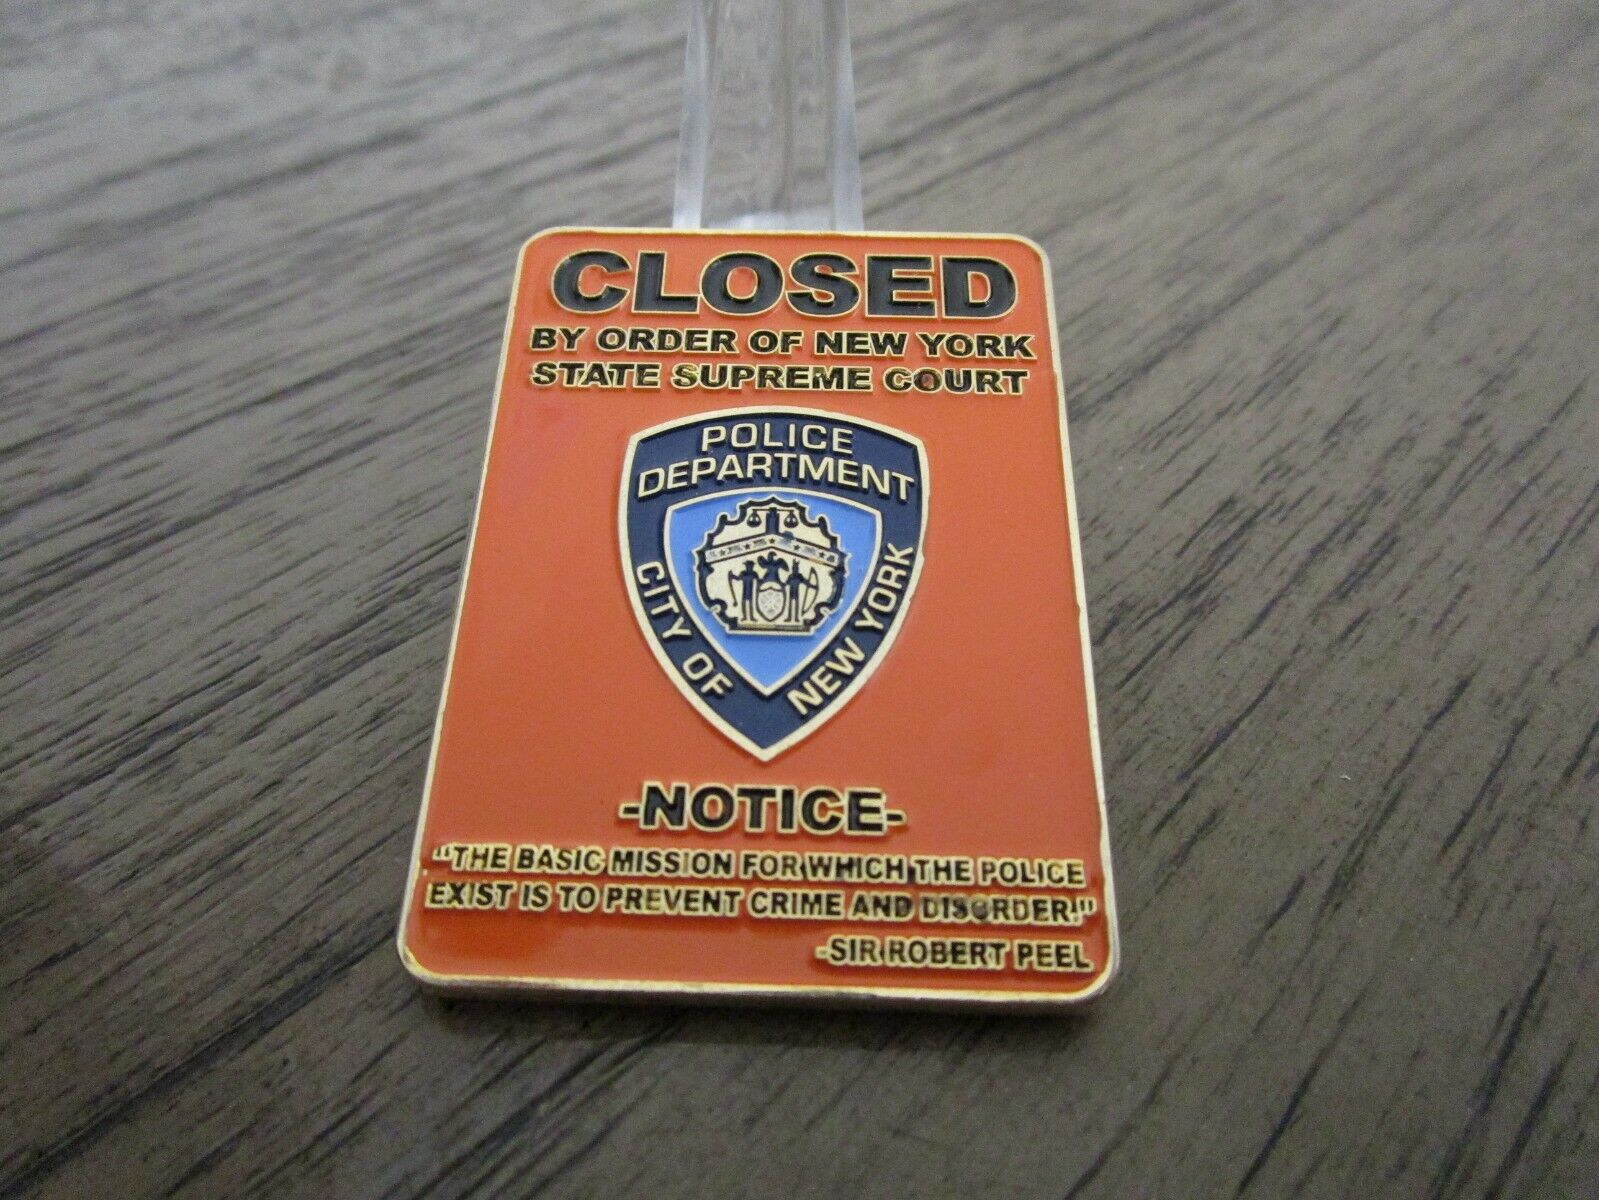 CLOSED
BY ORDER OF NEW YORK
STATE SUPREME COURT
POLICE
DEPARTMENT
CITY OF
NEW YORK
-NOTICE-
"THE BASIC MISSION FOR WHICH THE POLICE
EXIST IS TO PREVENT CRIME AND DISORDER."
-SIR ROBERT PEEL